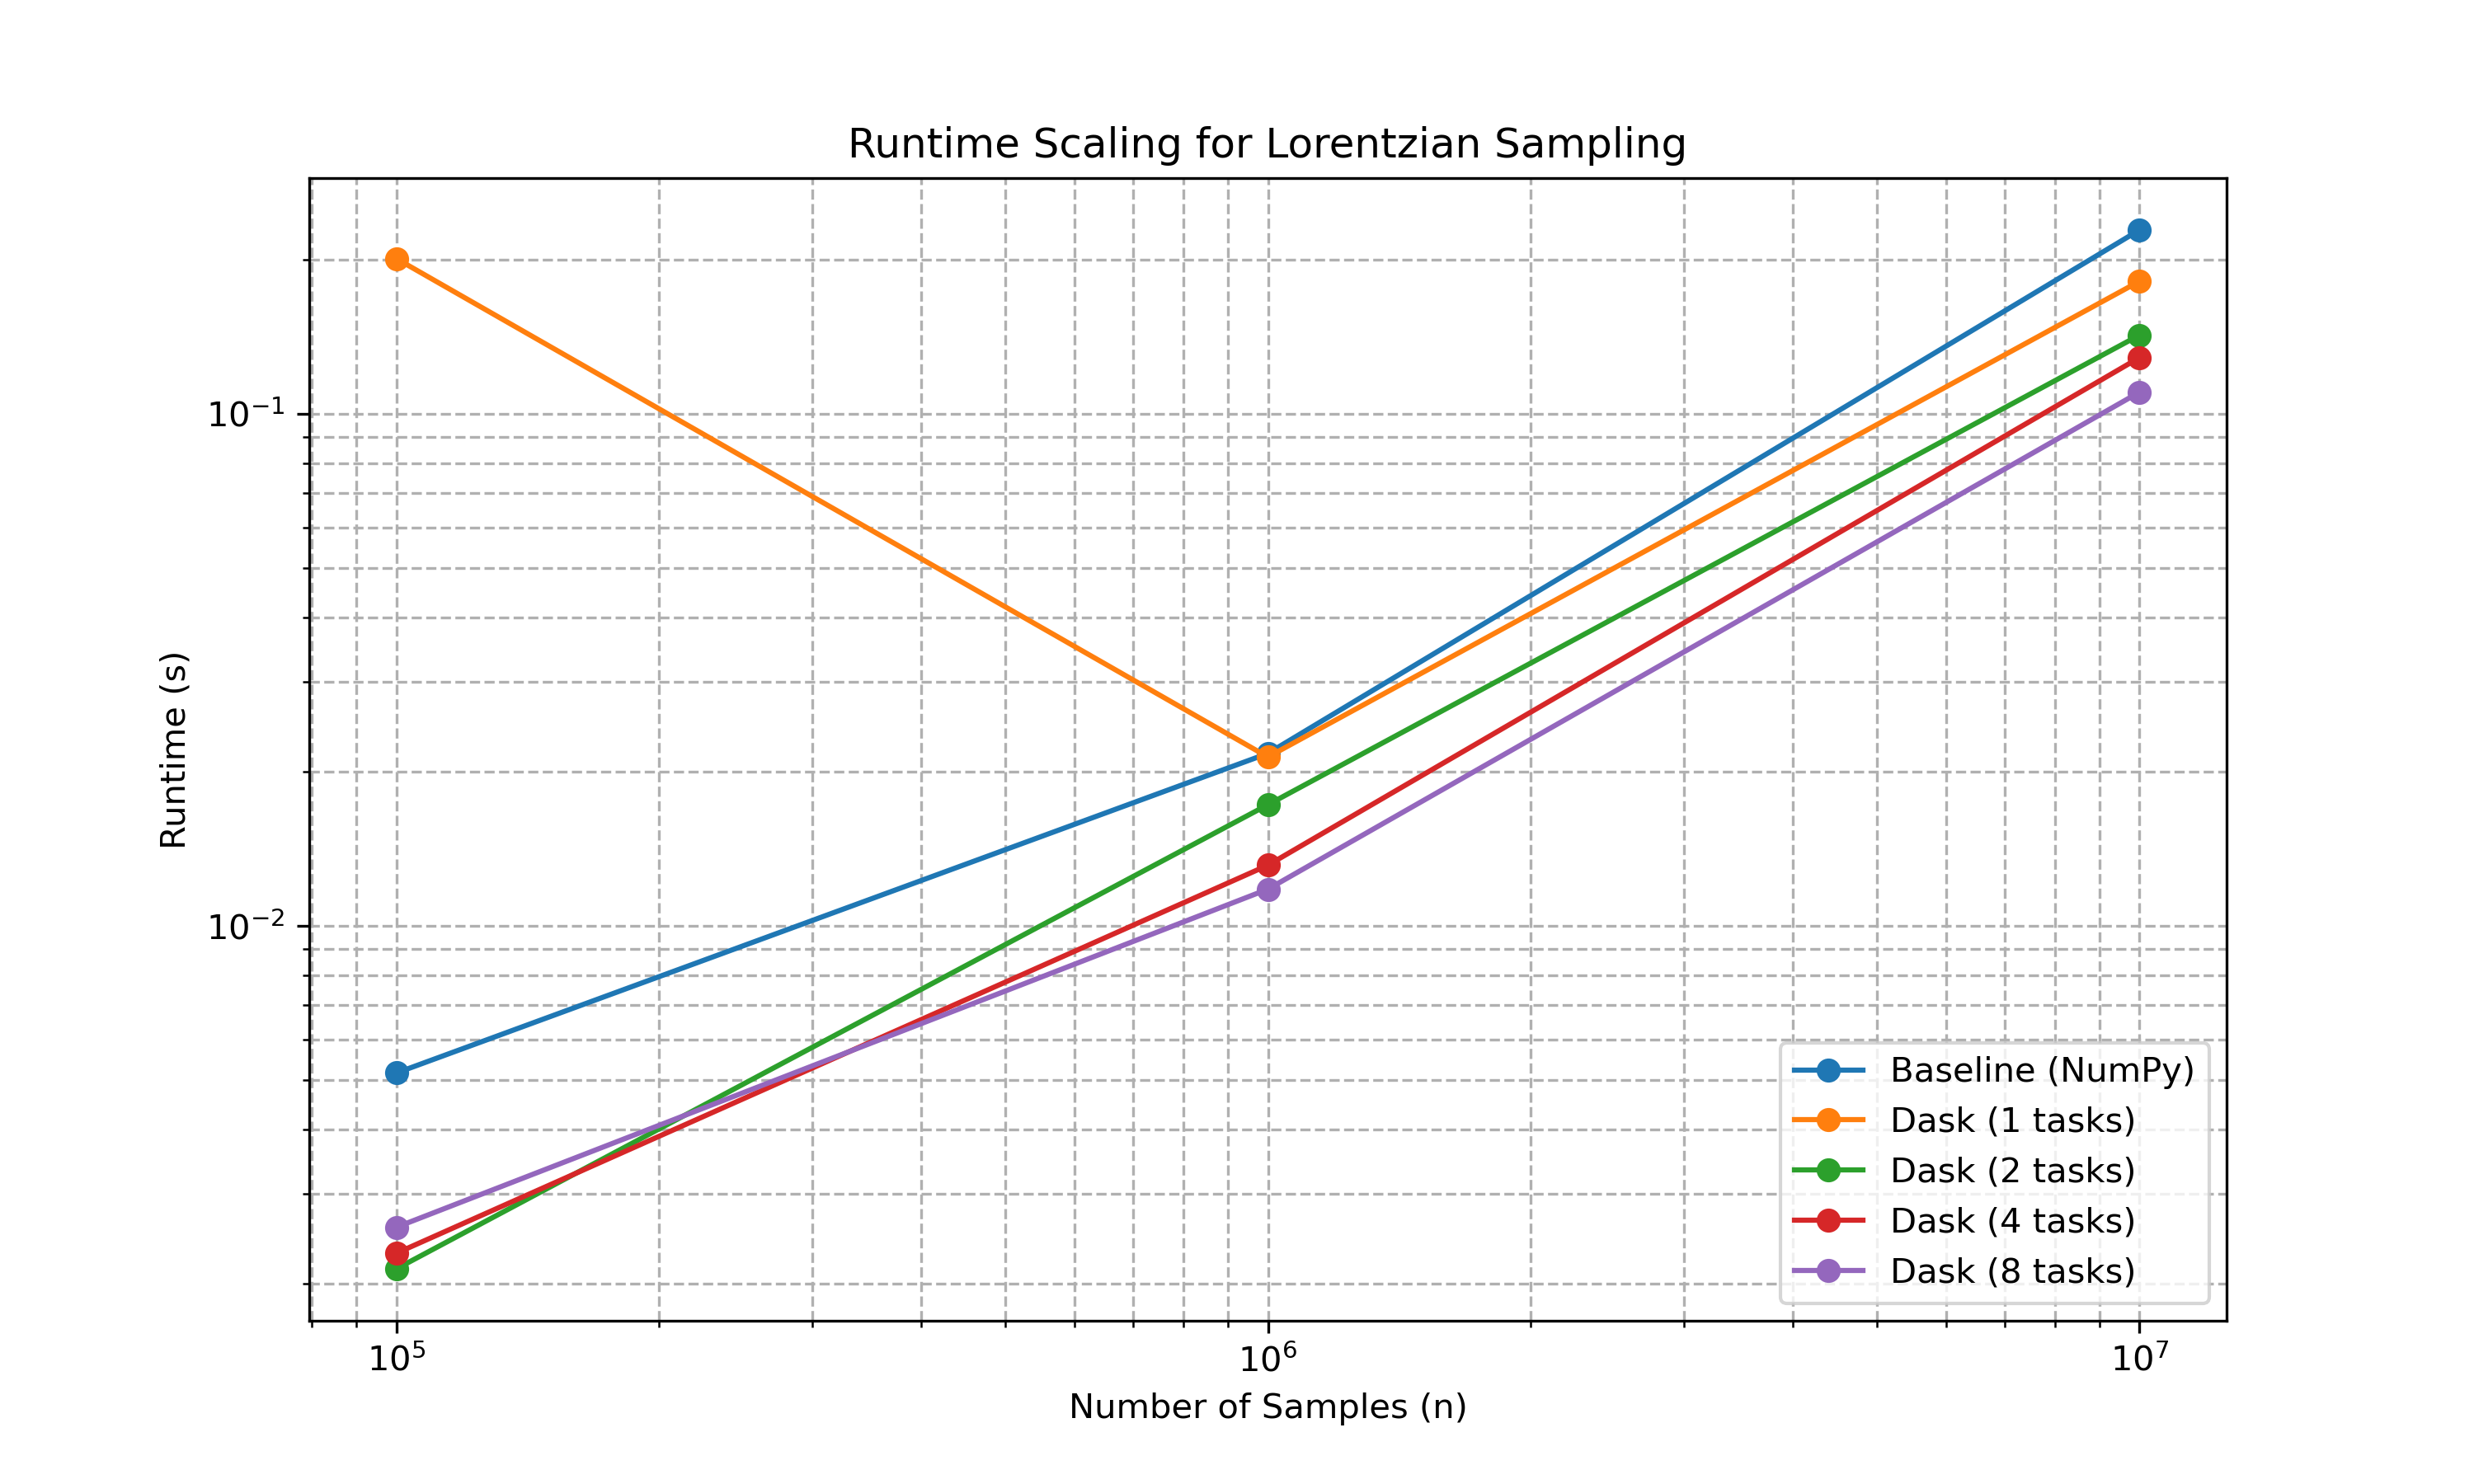 Runtime Scaling for Lorentzian Sampling
Runtime (s)
10⁻¹
10⁻²
10⁵
10⁶
10⁷
Number of Samples (n)
Baseline (NumPy)
Dask (1 tasks)
Dask (2 tasks)
Dask (4 tasks)
Dask (8 tasks)